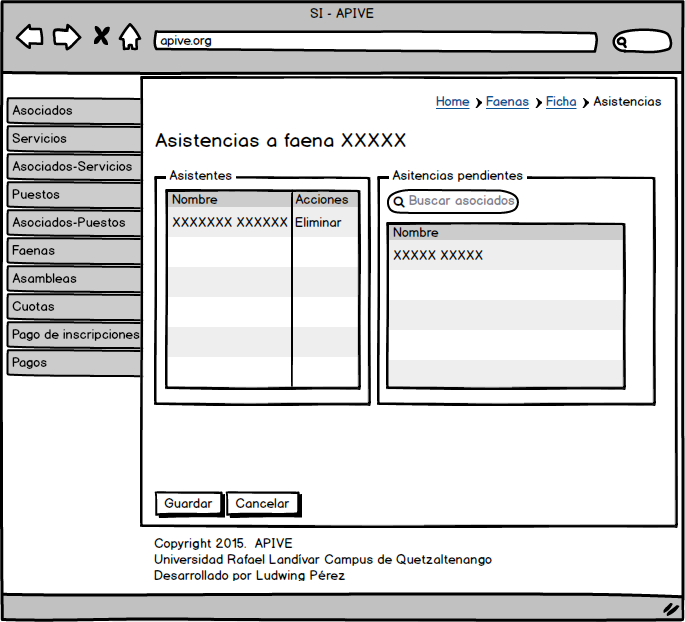 SI - APIVE
apive.org
Home Faenas Ficha Asistencias
Asociados
Servicios
Asociados-Servicios
Puestos
Asociados-Puestos
Faenas
Asambleas
Cuotas
Pago de inscripciones
Pagos
Asistencias a faena XXXXX
Asistentes
Nombre Acciones
XXXXXXX XXXXXX Eliminar
Asitencias pendientes
Buscar asociados
Nombre
XXXXX XXXXX
Guardar Cancelar
Copyright 2015. APIVE
Universidad Rafael Landívar Campus de Quetzaltenango
Desarrollado por Ludwing Pérez